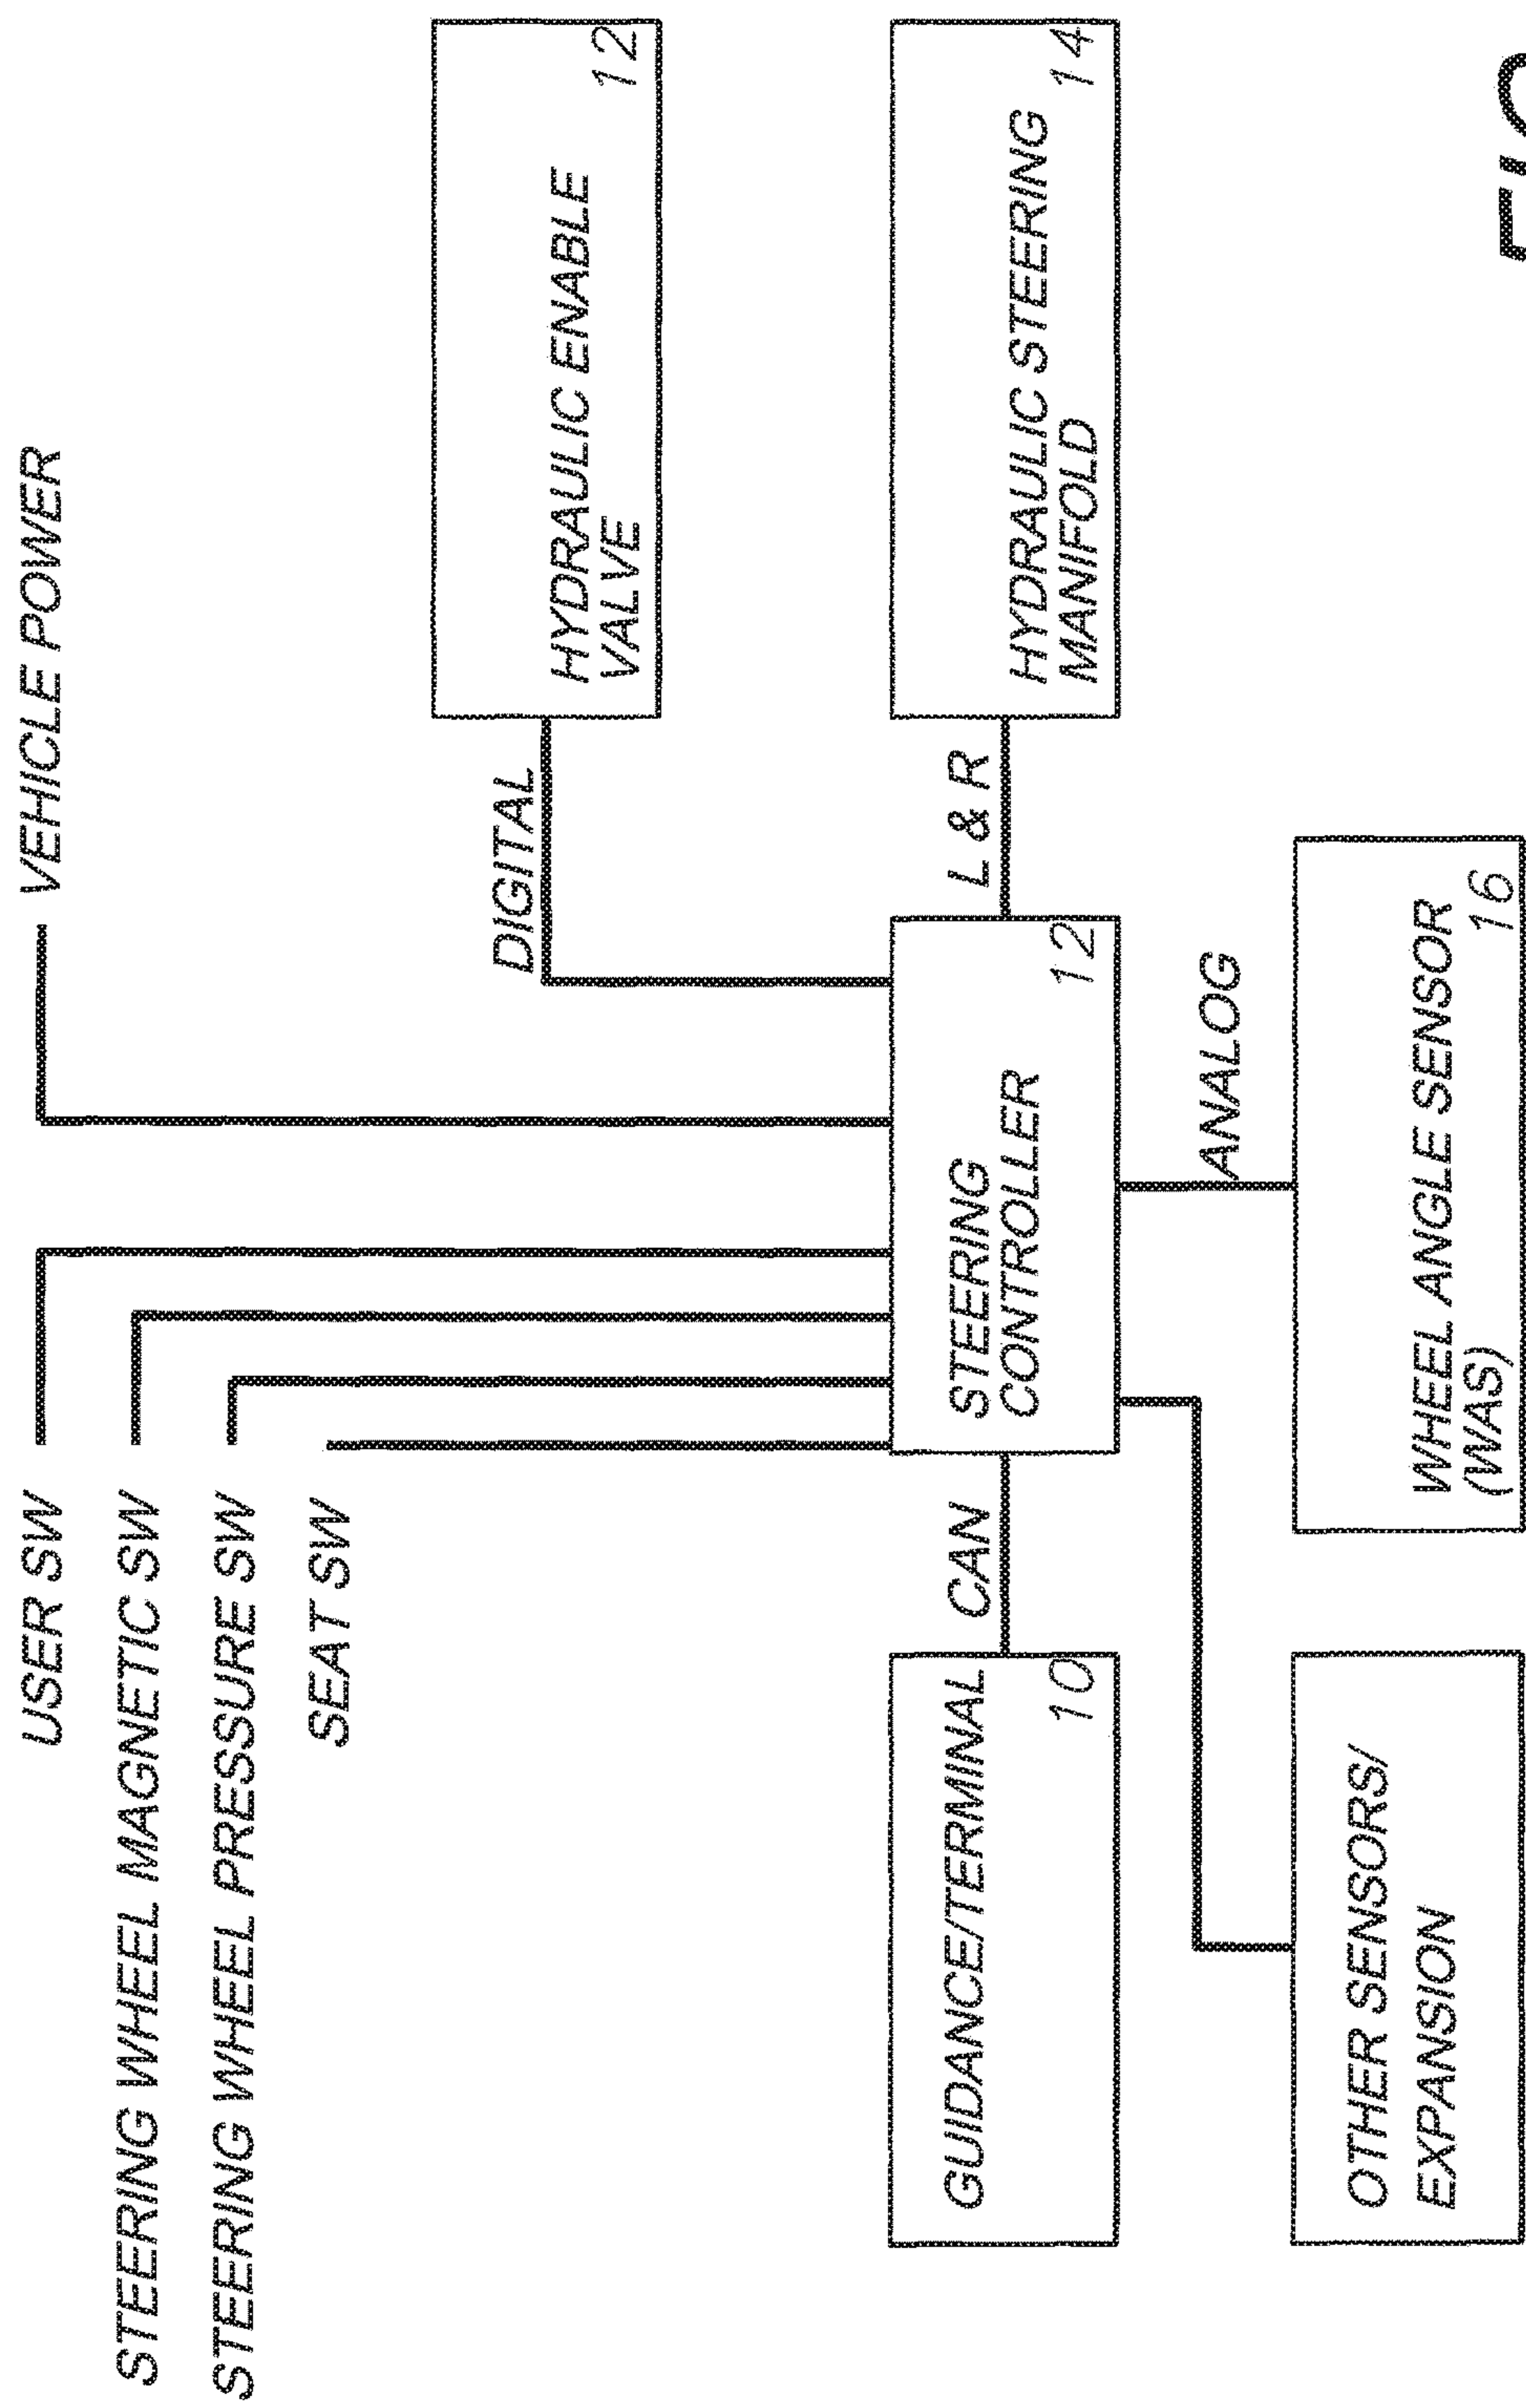 USER SW
VEHICLE POWER
STEERING WHEEL MAGNETIC SW
STEERING WHEEL PRESSURE SW
SEAT SW
DIGITAL
HYDRAULIC ENABLE
VALVE
12
GUIDANCE/TERMINAL
10
CAN
STEERING
CONTROLLER
12
L & R
HYDRAULIC STEERING
MANIFOLD
14
ANALOG
OTHER SENSORS/
EXPANSION
WHEEL ANGLE SENSOR
(WAS)
16